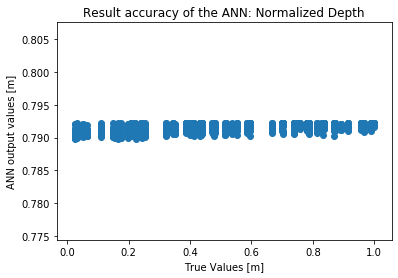 Result accuracy of the ANN: Normalized Depth
ANN output values [m]
0.805
0.800
0.795
0.790
0.785
0.780
0.775
0.0 0.2 0.4 0.6 0.8 1.0
True Values [m]